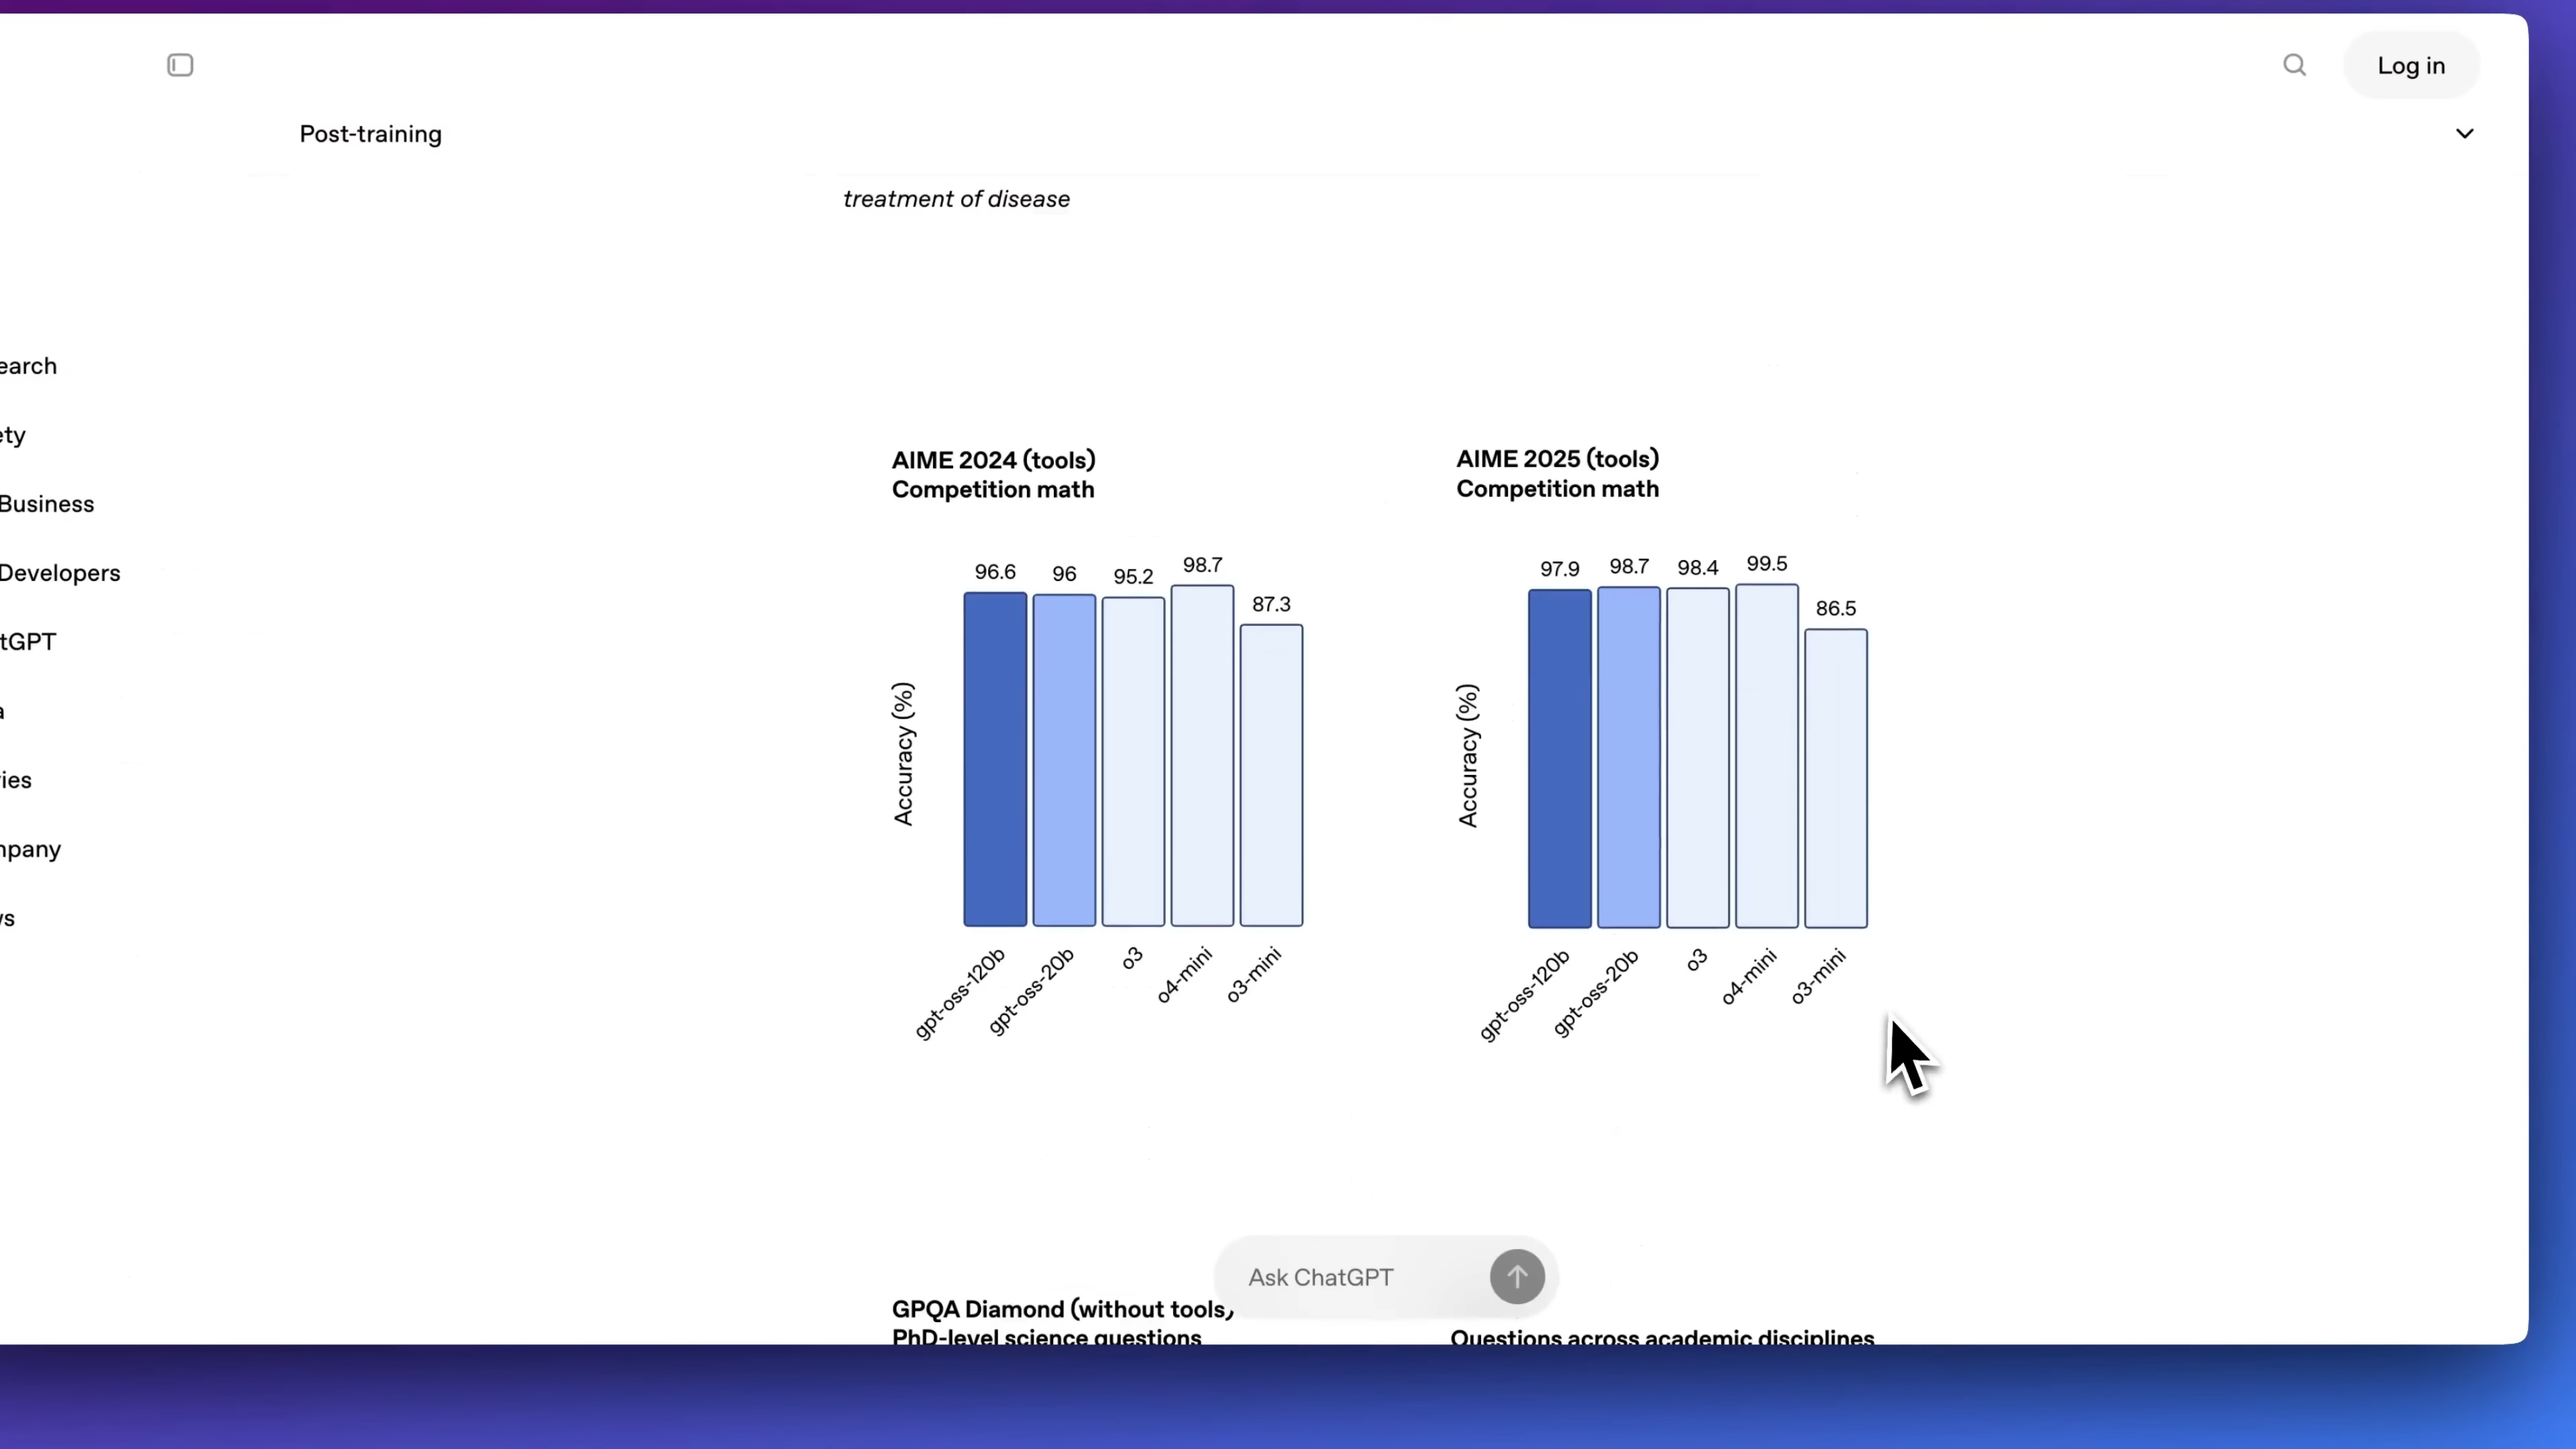 Log in
Post-training
treatment of disease
earch
ety
Business
Developers
tGPT
a
ries
mpany
vs
AIME 2024 (tools)
Competition math
96.6
96
95.2
98.7
87.3
Accuracy (%)
gpt-oss-120b
gpt-oss-20b
o3
o4-mini
o3-mini
AIME 2025 (tools)
Competition math
97.9
98.7
98.4
99.5
86.5
Accuracy (%)
gpt-oss-120b
gpt-oss-20b
o3
o4-mini
o3-mini
Ask ChatGPT
GPQA Diamond (without tools)
PhD-level science questions
Questions across academic disciplines